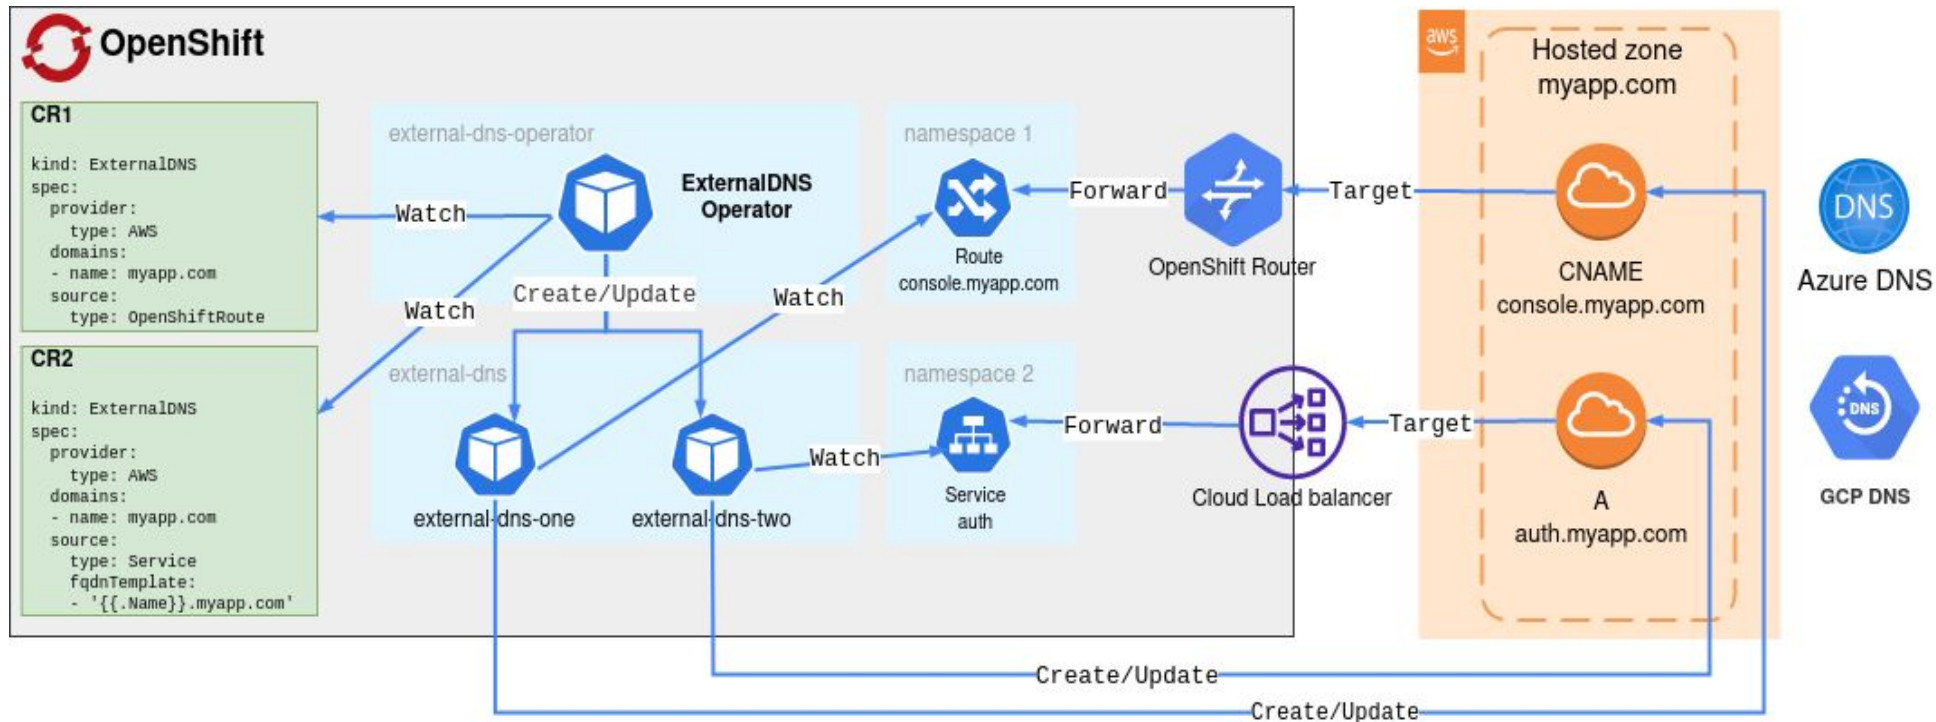 OpenShift
CR1
kind: ExternalDNS
spec:
  provider:
    type: AWS
  domains:
  - name: myapp.com
  source:
    type: OpenShiftRoute
CR2
kind: ExternalDNS
spec:
  provider:
    type: AWS
  domains:
  - name: myapp.com
  source:
    type: Service
    fqdnTemplate:
    - '{{.Name}}.myapp.com'
external-dns-operator
ExternalDNS
Operator
Watch
Watch
Create/Update
Watch
external-dns
external-dns-one
external-dns-two
Watch
namespace 1
Route
console.myapp.com
Forward
OpenShift Router
Target
namespace 2
Service
auth
Forward
Cloud Load balancer
Target
aws
Hosted zone
myapp.com
CNAME
console.myapp.com
A
auth.myapp.com
Create/Update
Create/Update
DNS
Azure DNS
DNS
GCP DNS